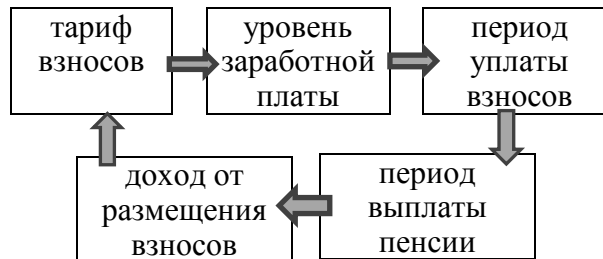 тариф
взносов
уровень
заработной
платы
период
уплаты
взносов
доход от
размещения
взносов
период
выплаты
пенсии